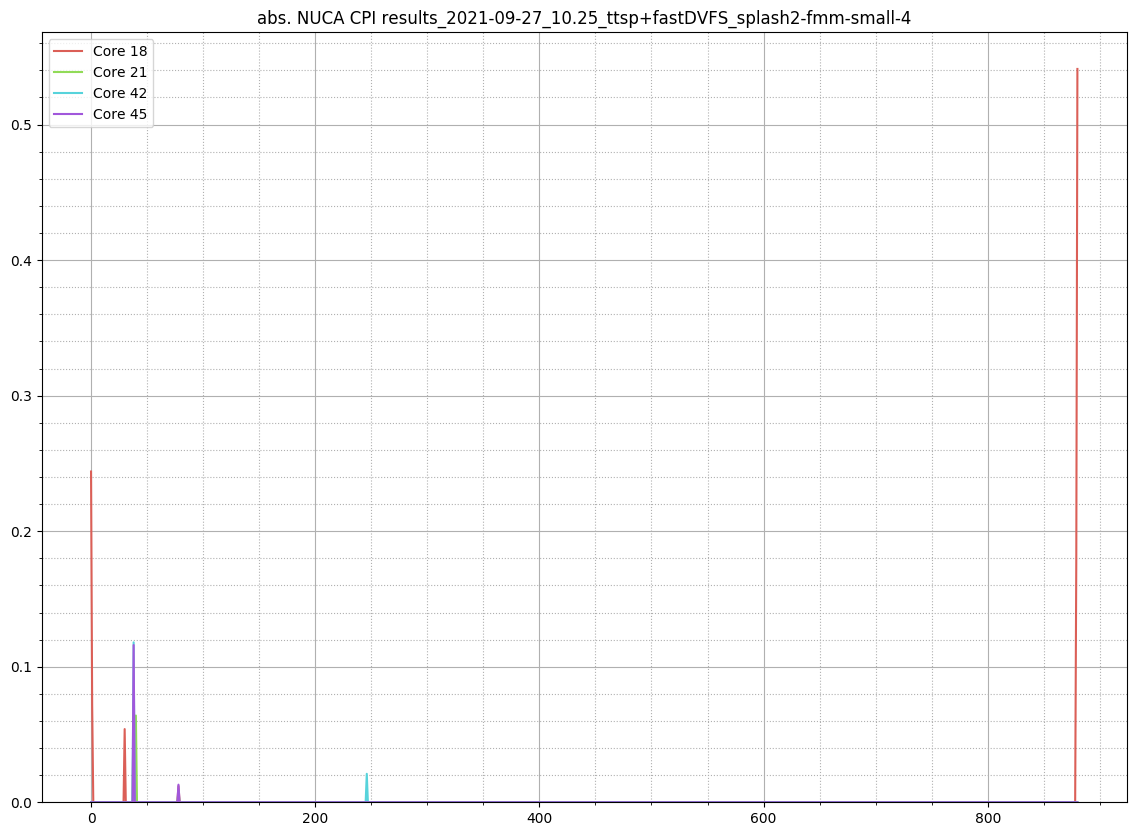 abs. NUCA CPI results_2021-09-27_10.25_ttsp+fastDVFS_splash2-fmm-small-4
Core 18
Core 21
Core 42
Core 45
0.5
0.4
0.3
0.2
0.1
0.0
0 200 400 600 800